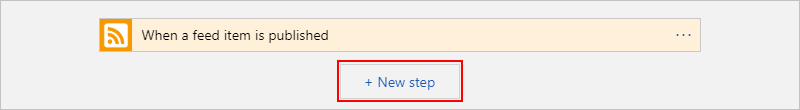 When a feed item is published
+ New step